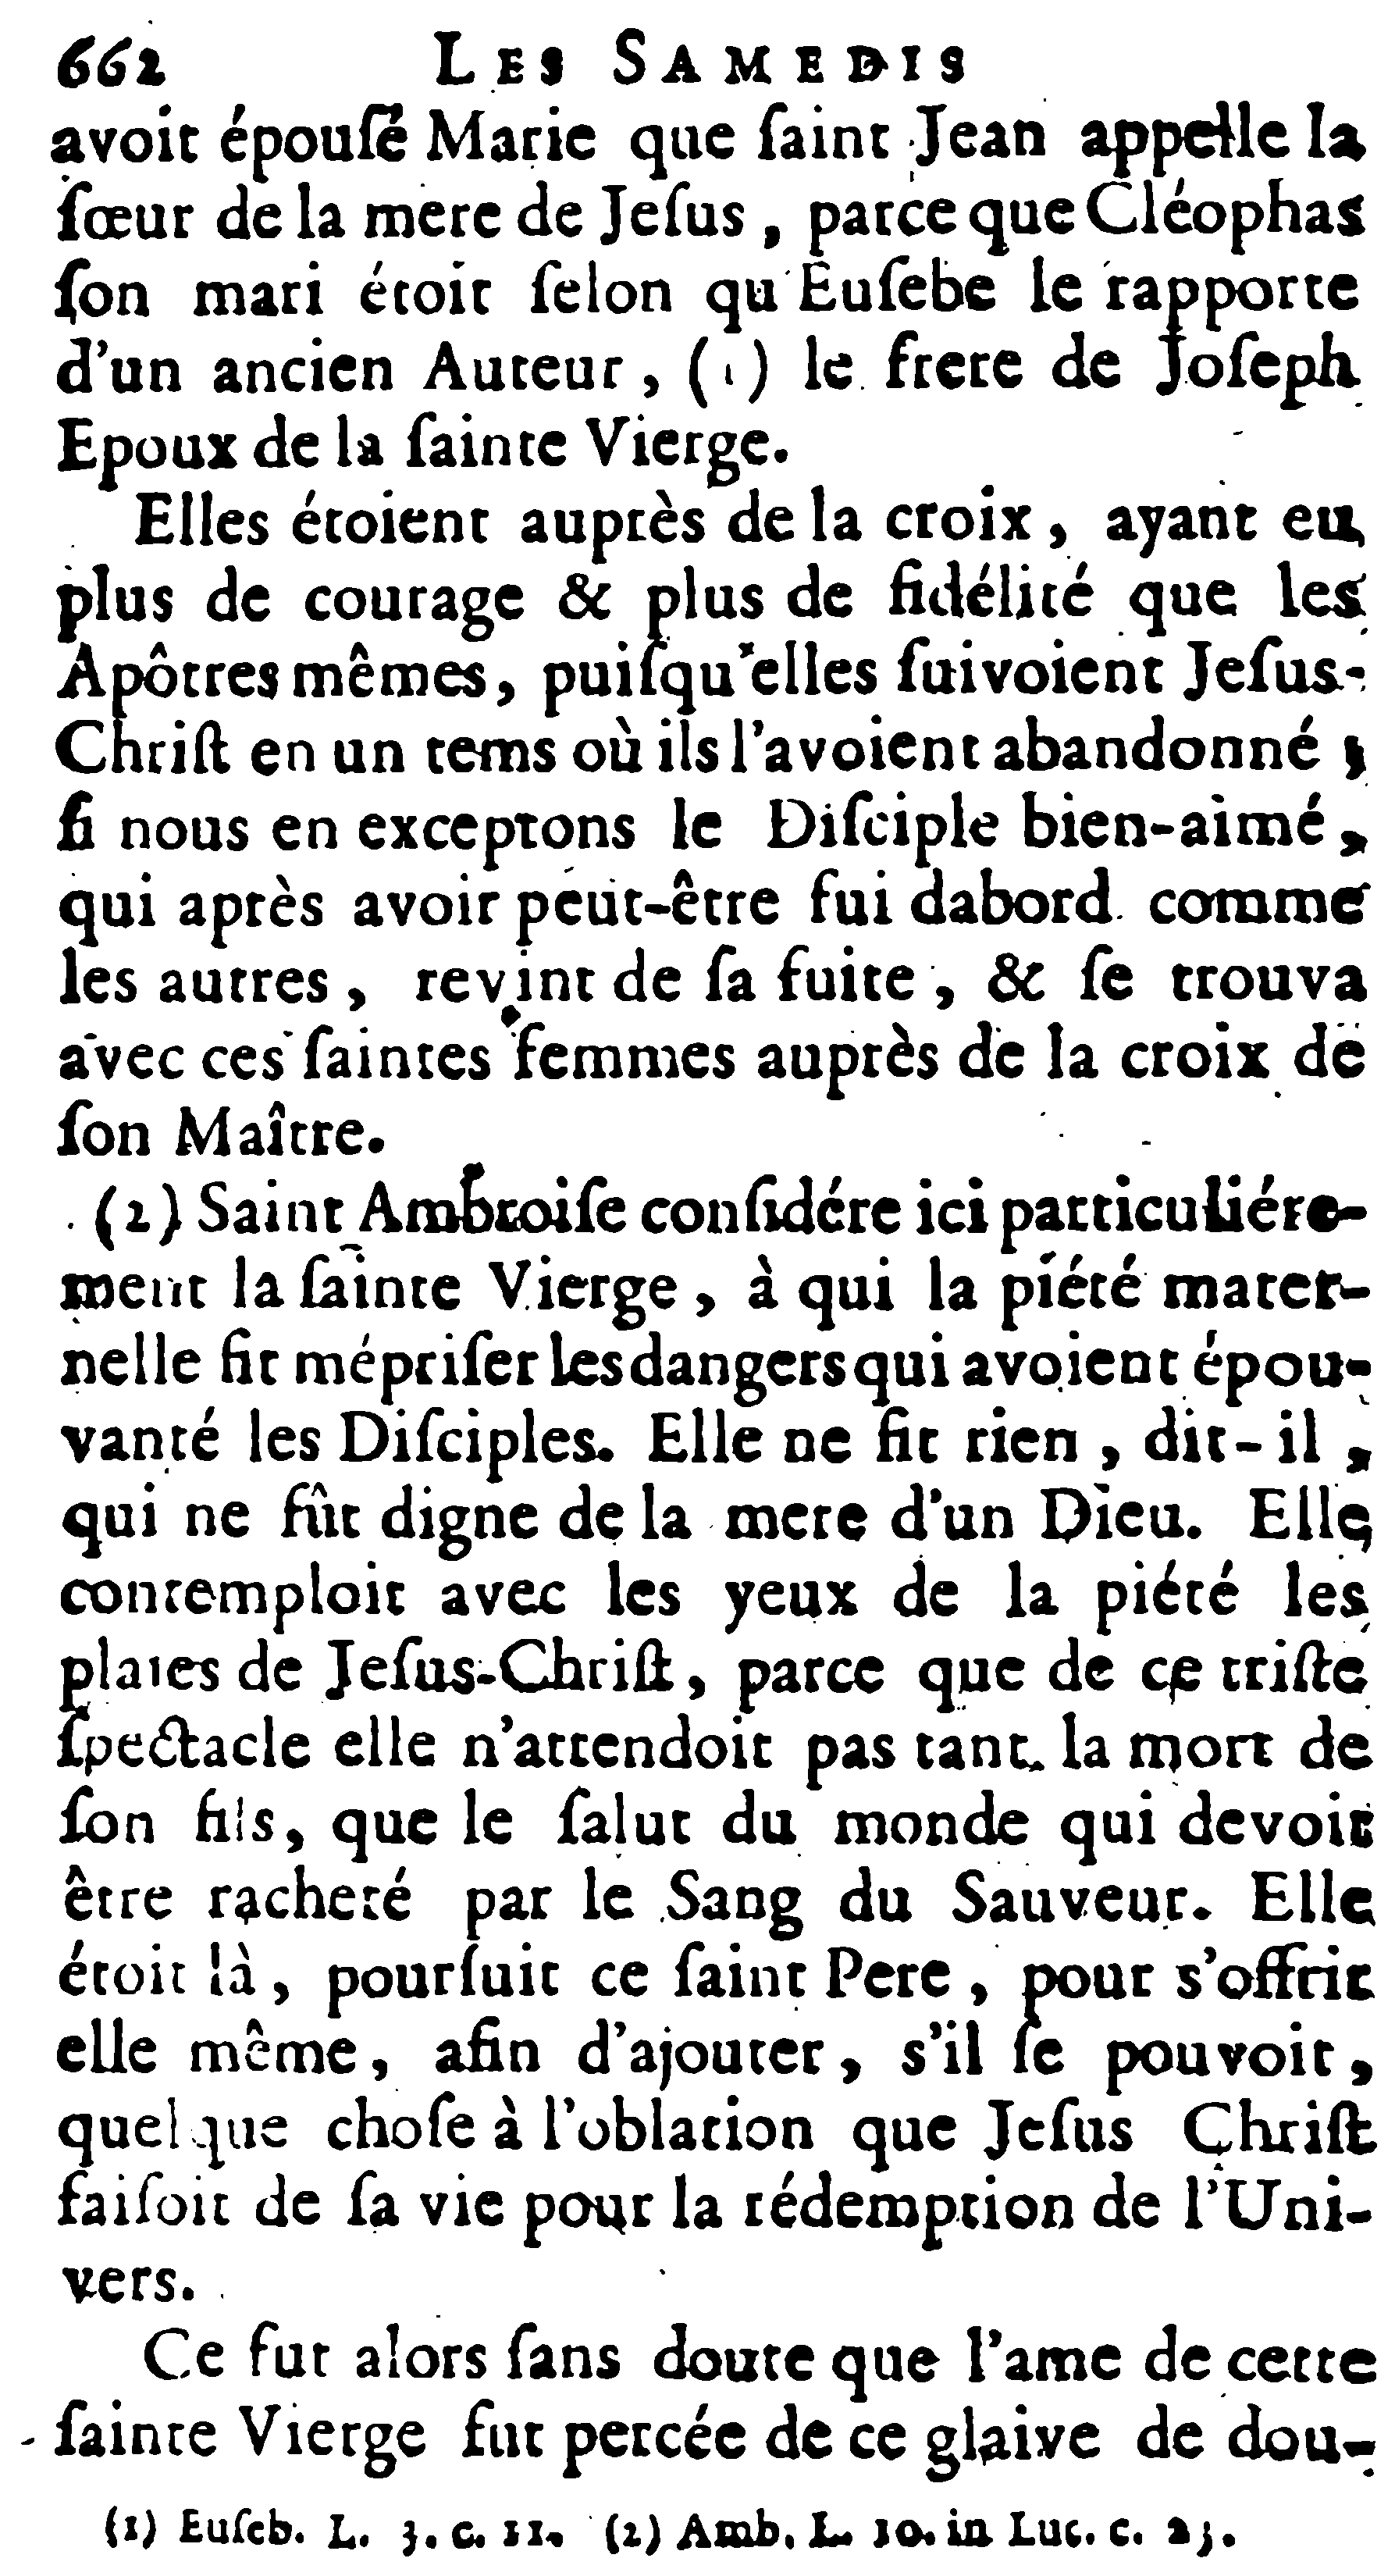 662 LES SAMEDIS
avoit épouſé Marie que ſaint Jean appelle la
ſœur de la mere de Jeſus, parce que Cléophas
ſon mari étoit ſelon qu'Euſebe le rapporte
d'un ancien Auteur, (1) le frere de Joſeph
Epoux de la ſainte Vierge.
Elles étoient auprès de la croix, ayant eu
plus de courage & plus de fidélité que les
Apôtres mêmes, puiſqu'elles ſuivoient Jeſus-
Chriſt en un tems où ils l'avoient abandonné;
ſi nous en exceptons le Diſciple bien-aimé,
qui après avoir peut-être fui dabord comme
les autres, revint de ſa fuite, & ſe trouva
avec ces ſaintes femmes auprès de la croix de
ſon Maître.
(2) Saint Ambroiſe conſidére ici particuliére-
ment la ſainte Vierge, à qui la piété mater-
nelle fit mépriſer les dangers qui avoient épou-
vanté les Diſciples. Elle ne fit rien, dit-il,
qui ne fût digne de la mere d'un Dieu. Elle
contemploit avec les yeux de la piété les
plaies de Jeſus-Chriſt, parce que de ce triſte
ſpectacle elle n'attendoit pas tant la mort de
ſon fils, que le ſalut du monde qui devoit
être racheté par le Sang du Sauveur. Elle
étoit là, pourſuit ce ſaint Pere, pour s'offrir
elle même, afin d'ajouter, s'il ſe pouvoit,
quelque choſe à l'oblation que Jeſus Chriſt
faiſoit de ſa vie pour la rédemption de l'Uni-
vers.
Ce fut alors ſans doute que l'ame de cette
ſainte Vierge fut percée de ce glaive de dou-
(1) Euſeb. L. 3. c. 11. (2) Amb. L. 10. in Luc. c. 23.